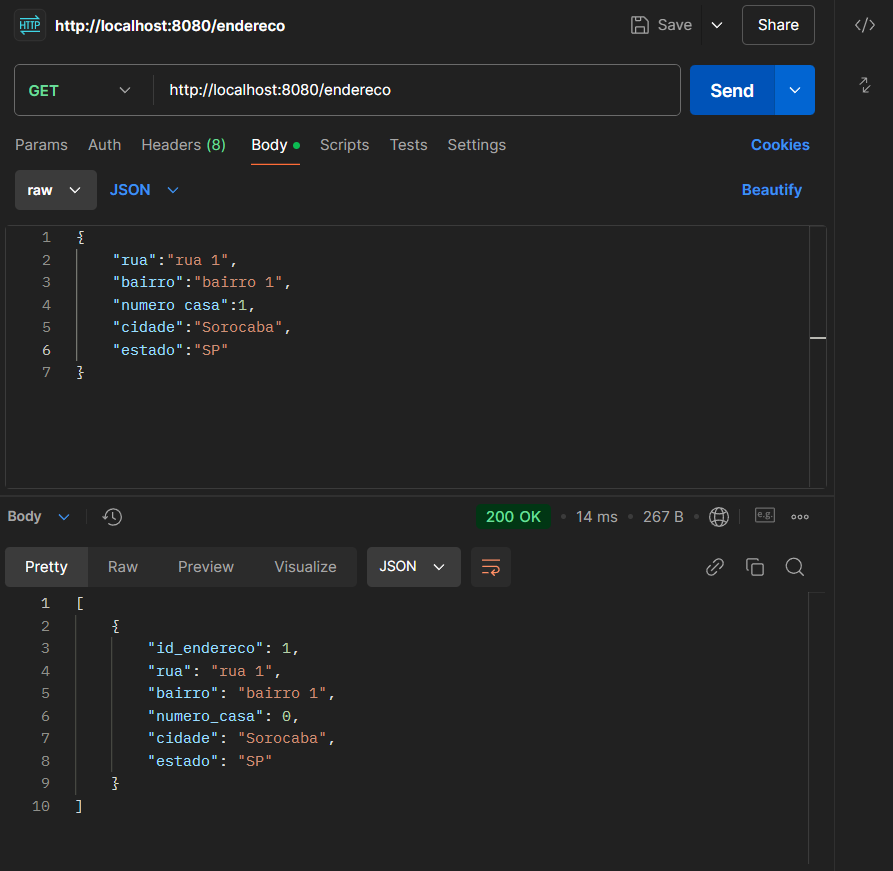 HTTP http://localhost:8080/endereco Save Share
GET http://localhost:8080/endereco Send
Params Auth Headers (8) Body Scripts Tests Settings Cookies
raw JSON Beautify
1 {
2 "rua":"rua 1",
3 "bairro":"bairro 1",
4 "numero casa":1,
5 "cidade":"Sorocaba",
6 "estado":"SP"
7 }
Body 200 OK • 14 ms • 267 B • e.g.
Pretty Raw Preview Visualize JSON
1 [
2 {
3 "id_endereco": 1,
4 "rua": "rua 1",
5 "bairro": "bairro 1",
6 "numero_casa": 0,
7 "cidade": "Sorocaba",
8 "estado": "SP"
9 }
10 ]